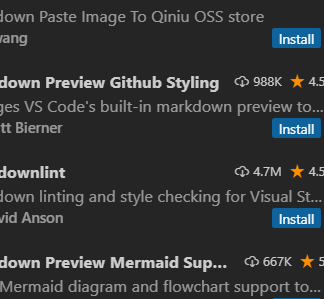 down Paste Image To Qiniu OSS store
wang
Install
down Preview Github Styling 988K 4.5
ges VS Code's built-in markdown preview to...
tt Bierner
Install
downlint 4.7M 4.5
down linting and style checking for Visual St...
vid Anson
Install
down Preview Mermaid Sup... 667K 5
Mermaid diagram and flowchart support to...
Install